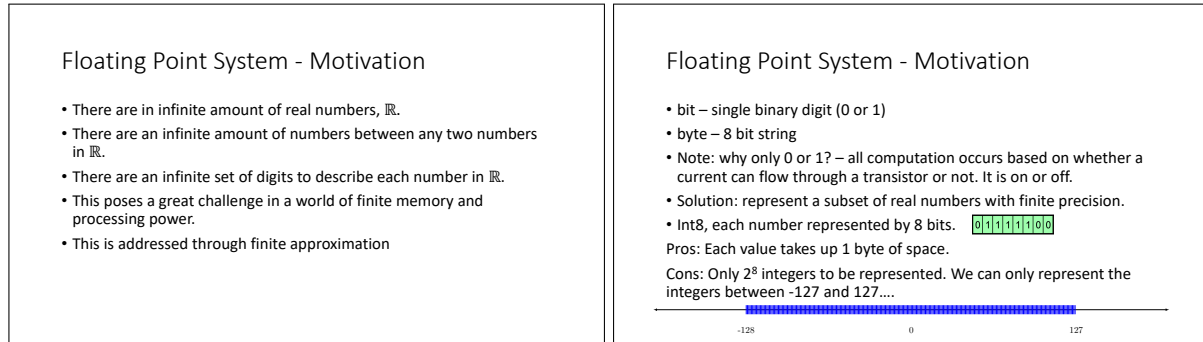 Floating Point System - Motivation
• There are in infinite amount of real numbers, ℝ.
• There are an infinite amount of numbers between any two numbers
in ℝ.
• There are an infinite set of digits to describe each number in ℝ.
• This poses a great challenge in a world of finite memory and
processing power.
• This is addressed through finite approximation
Floating Point System - Motivation
• bit – single binary digit (0 or 1)
• byte – 8 bit string
• Note: why only 0 or 1? – all computation occurs based on whether a
current can flow through a transistor or not. It is on or off.
• Solution: represent a subset of real numbers with finite precision.
• Int8, each number represented by 8 bits. 0 1 1 1 1 1 0 0
Pros: Each value takes up 1 byte of space.
Cons: Only 2⁸ integers to be represented. We can only represent the
integers between -127 and 127....
-128 0 127